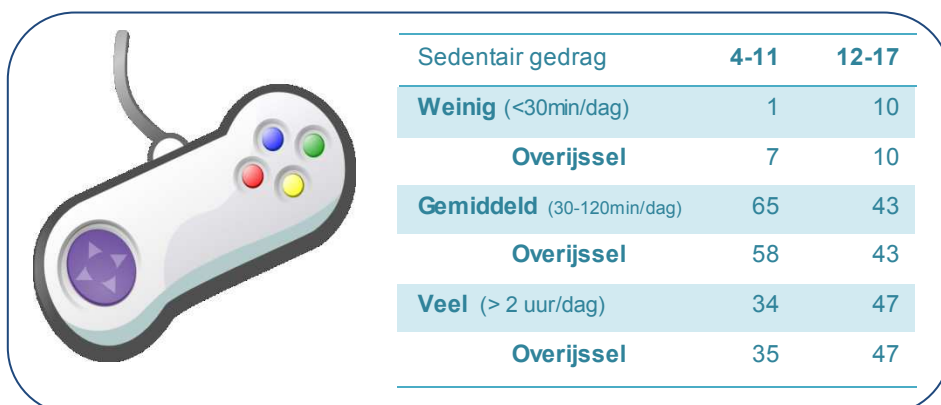 Sedentair gedrag 4-11 12-17
Weinig (<30min/dag) 1 10
Overijssel 7 10
Gemiddeld (30-120min/dag) 65 43
Overijssel 58 43
Veel (> 2 uur/dag) 34 47
Overijssel 35 47